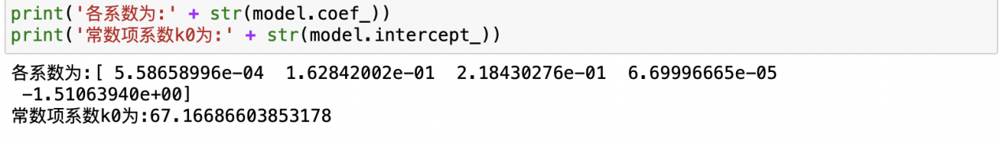 print('各系数为:' + str(model.coef_))
print('常数项系数k0为:' + str(model.intercept_))
各系数为:[ 5.58658996e-04  1.62842002e-01  2.18430276e-01  6.69996665e-05
 -1.51063940e+00]
常数项系数k0为:67.16686603853178